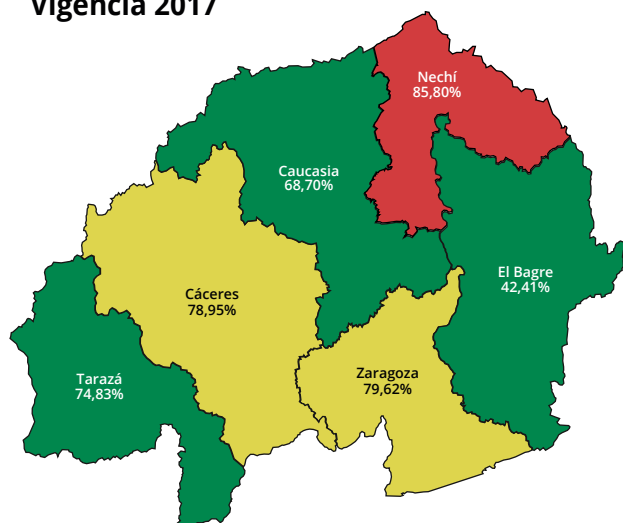 Vigencia 2017
Nechí
85,80%
Caucasia
68,70%
El Bagre
42,41%
Cáceres
78,95%
Zaragoza
79,62%
Tarazá
74,83%